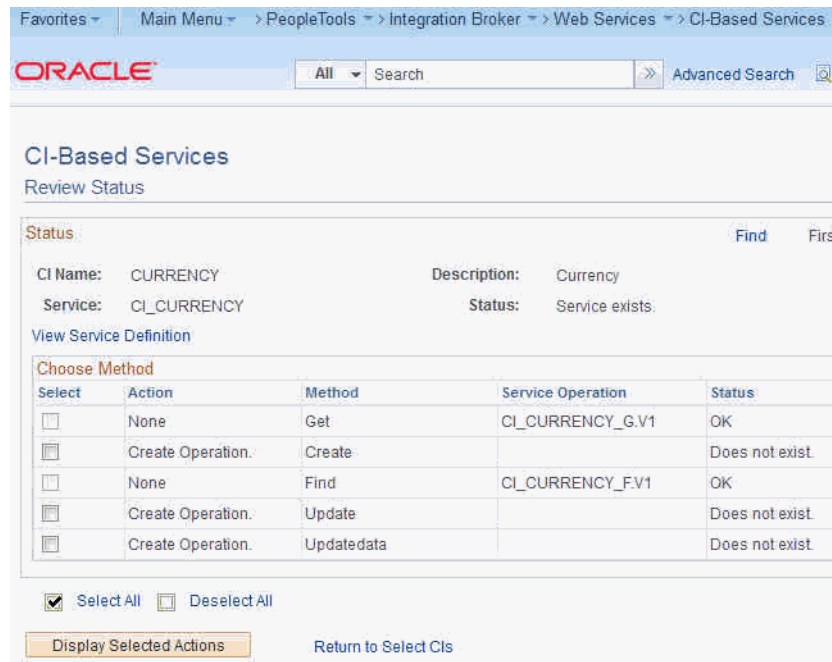 Favorites Main Menu > PeopleTools > Integration Broker > Web Services > CI-Based Services
ORACLE All Search Advanced Search
CI-Based Services
Review Status
Status Find Firs
CI Name: CURRENCY Description: Currency
Service: CI_CURRENCY Status: Service exists.
View Service Definition
Choose Method
Select Action Method Service Operation Status
None Get CI_CURRENCY_G.V1 OK
Create Operation. Create Does not exist.
None Find CI_CURRENCY_F.V1 OK
Create Operation. Update Does not exist.
Create Operation. Updatedata Does not exist.
Select All Deselect All
Display Selected Actions Return to Select CIs